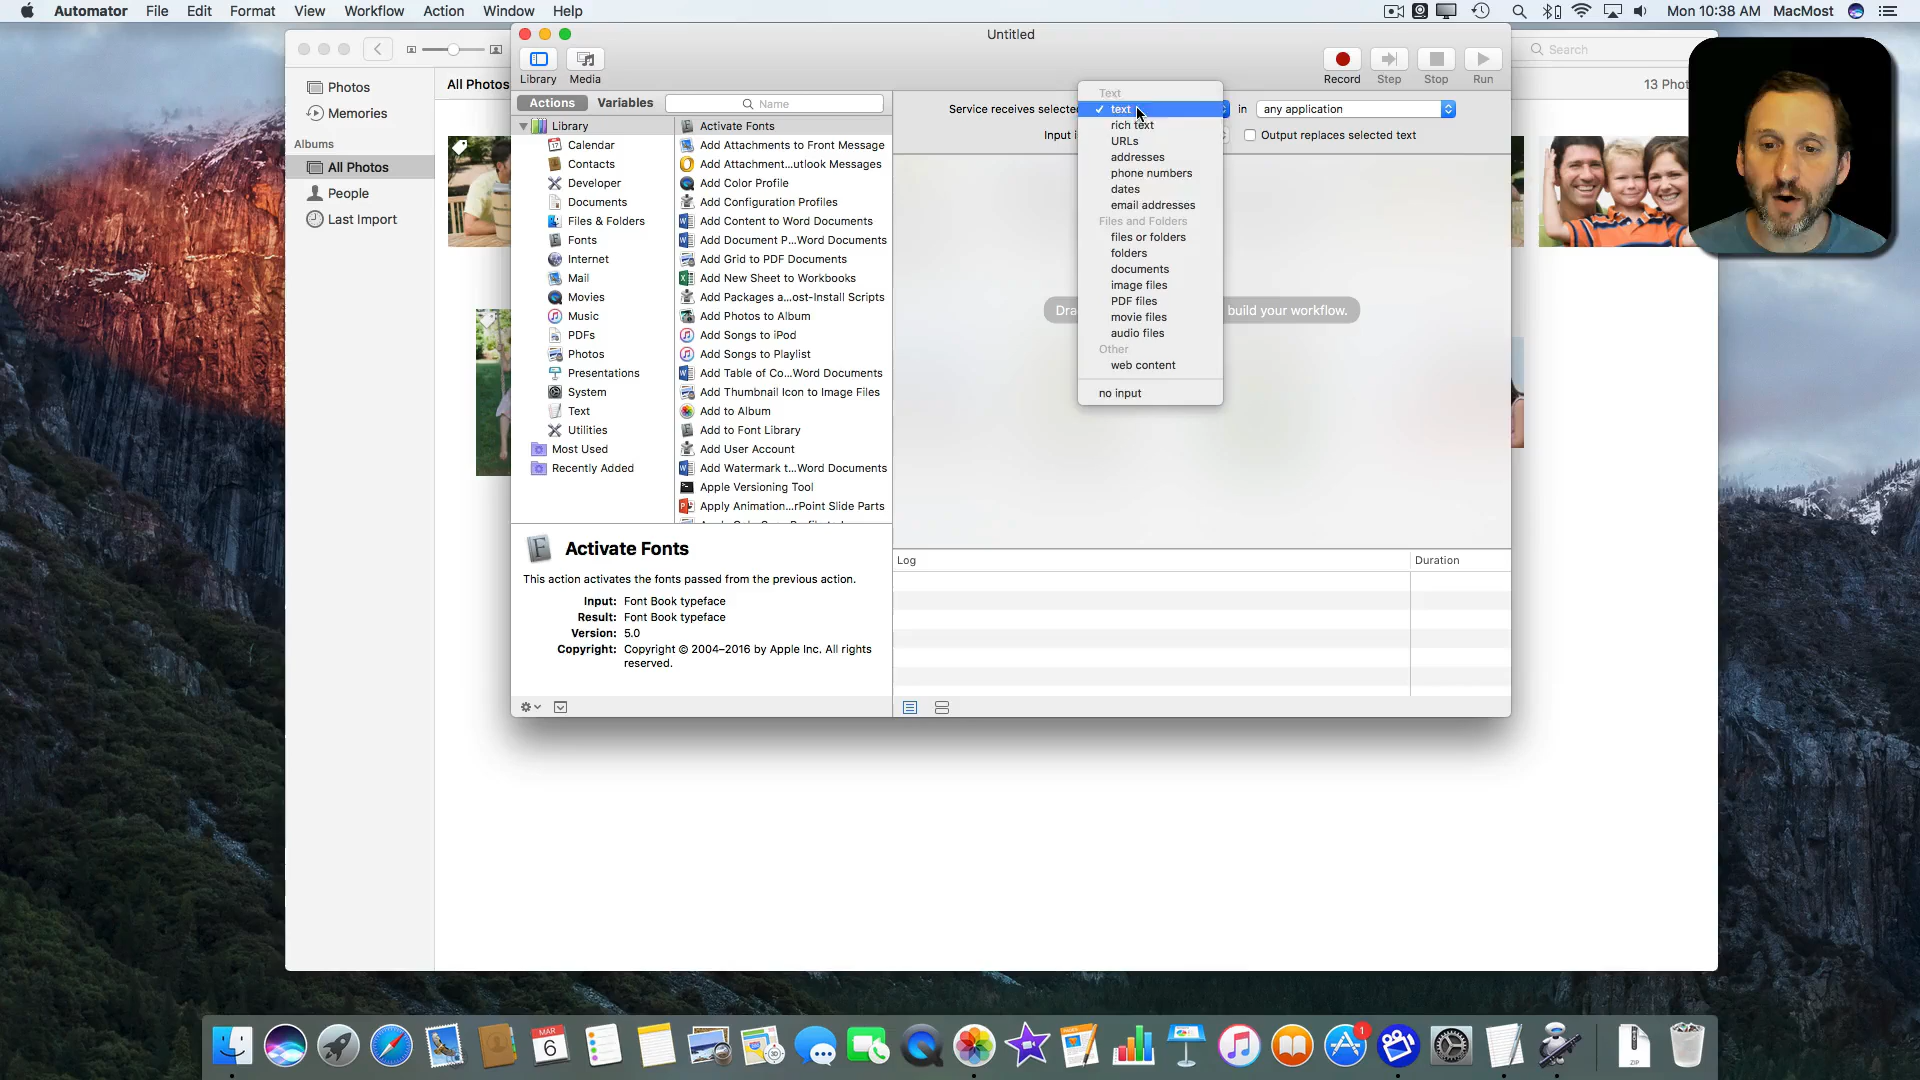 Automator File Edit Format View Workflow Action Window Help
Mon 10:38 AM MacMost
Untitled
Library Media
Record Step Stop Run
Search
Photos
Memories
Albums
All Photos
People
Last Import
All Photos
13 Phot
Actions Variables
Name
Library
Calendar
Contacts
Developer
Documents
Files & Folders
Fonts
Internet
Mail
Movies
Music
PDFs
Photos
Presentations
System
Text
Utilities
Most Used
Recently Added
Activate Fonts
Add Attachments to Front Message
Add Attachment...utlook Messages
Add Color Profile
Add Configuration Profiles
Add Content to Word Documents
Add Document P...Word Documents
Add Grid to PDF Documents
Add New Sheet to Workbooks
Add Packages a...ost-Install Scripts
Add Photos to Album
Add Songs to iPod
Add Songs to Playlist
Add Table of Co...Word Documents
Add Thumbnail Icon to Image Files
Add to Album
Add to Font Library
Add User Account
Add Watermark t...Word Documents
Apple Versioning Tool
Apply Animation...rPoint Slide Parts
Service receives selected
in any application
Input i
Output replaces selected text
Text
✓ text
rich text
URLs
addresses
phone numbers
dates
email addresses
Files and Folders
files or folders
folders
documents
image files
PDF files
movie files
audio files
Other
web content
no input
Dra
build your workflow.
Activate Fonts
This action activates the fonts passed from the previous action.
Input: Font Book typeface
Result: Font Book typeface
Version: 5.0
Copyright: Copyright © 2004–2016 by Apple Inc. All rights
reserved.
Log Duration
MAR
6
1
ZIP